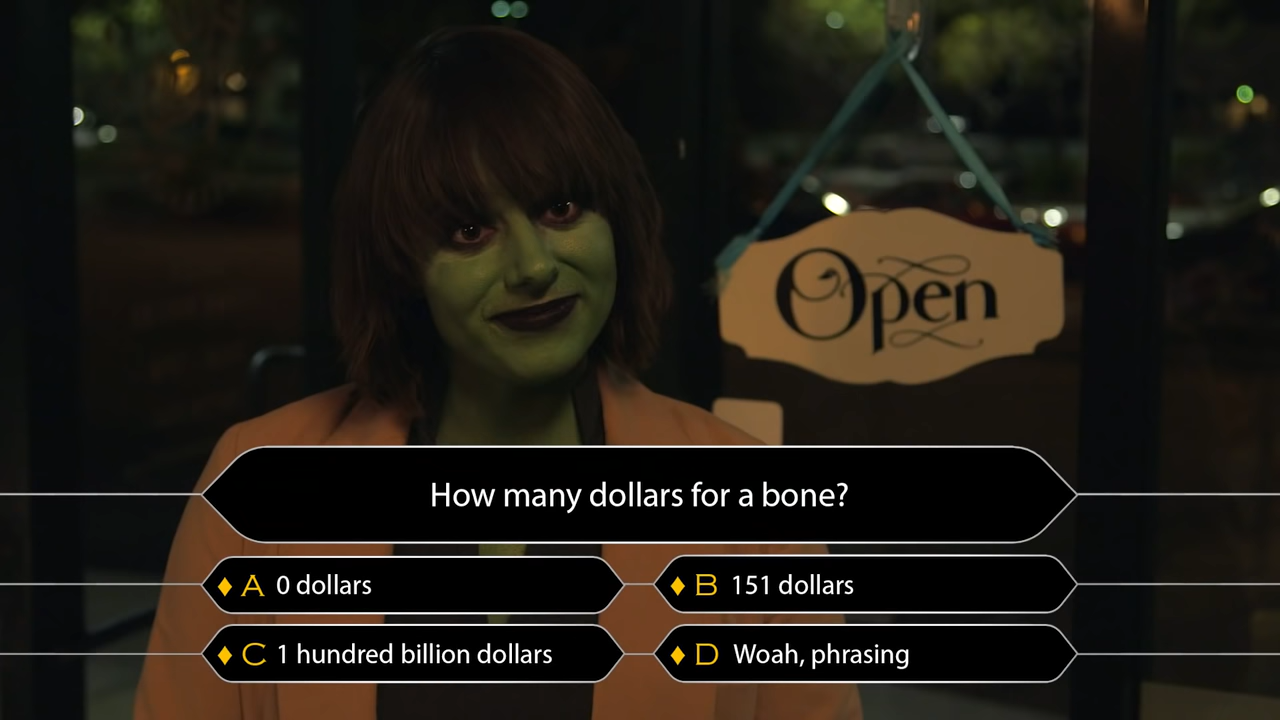 Open
How many dollars for a bone?
A 0 dollars
B 151 dollars
C 1 hundred billion dollars
D Woah, phrasing